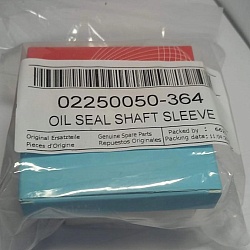 02250050-364
OIL SEAL SHAFT SLEEVE
Original Ersatzteile
Genuine Spare Parts
Pièces d'Origine
Repuestos Originales
Packed by :
Packing date: